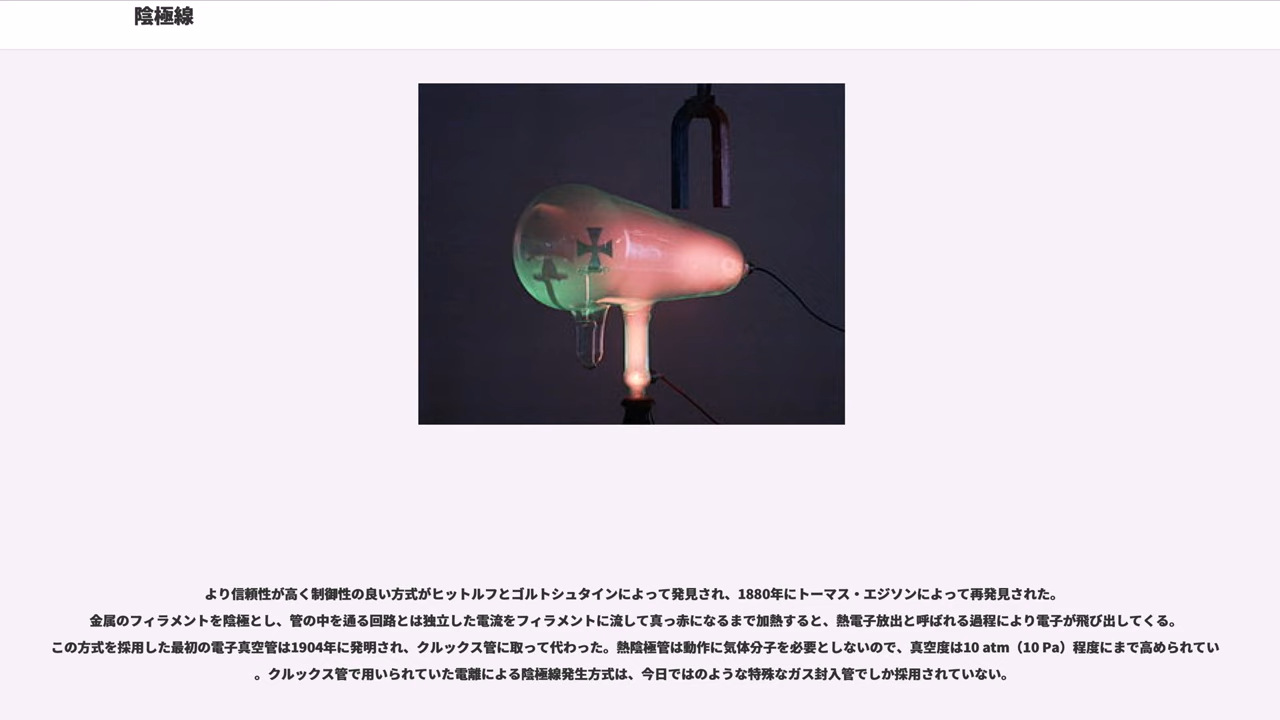 陰極線
より信頼性が高く制御性の良い方式がヒットルフとゴルトシュタインによって発見され、1880年にトーマス・エジソンによって再発見された。
金属のフィラメントを陰極とし、管の中を通る回路とは独立した電流をフィラメントに流して真っ赤になるまで加熱すると、熱電子放出と呼ばれる過程により電子が飛び出してくる。
この方式を採用した最初の電子真空管は1904年に発明され、クルックス管に取って代わった。熱陰極管は動作に気体分子を必要としないので、真空度は10 atm（10 Pa）程度にまで高められてい
。クルックス管で用いられていた電離による陰極線発生方式は、今日ではのような特殊なガス封入管でしか採用されていない。